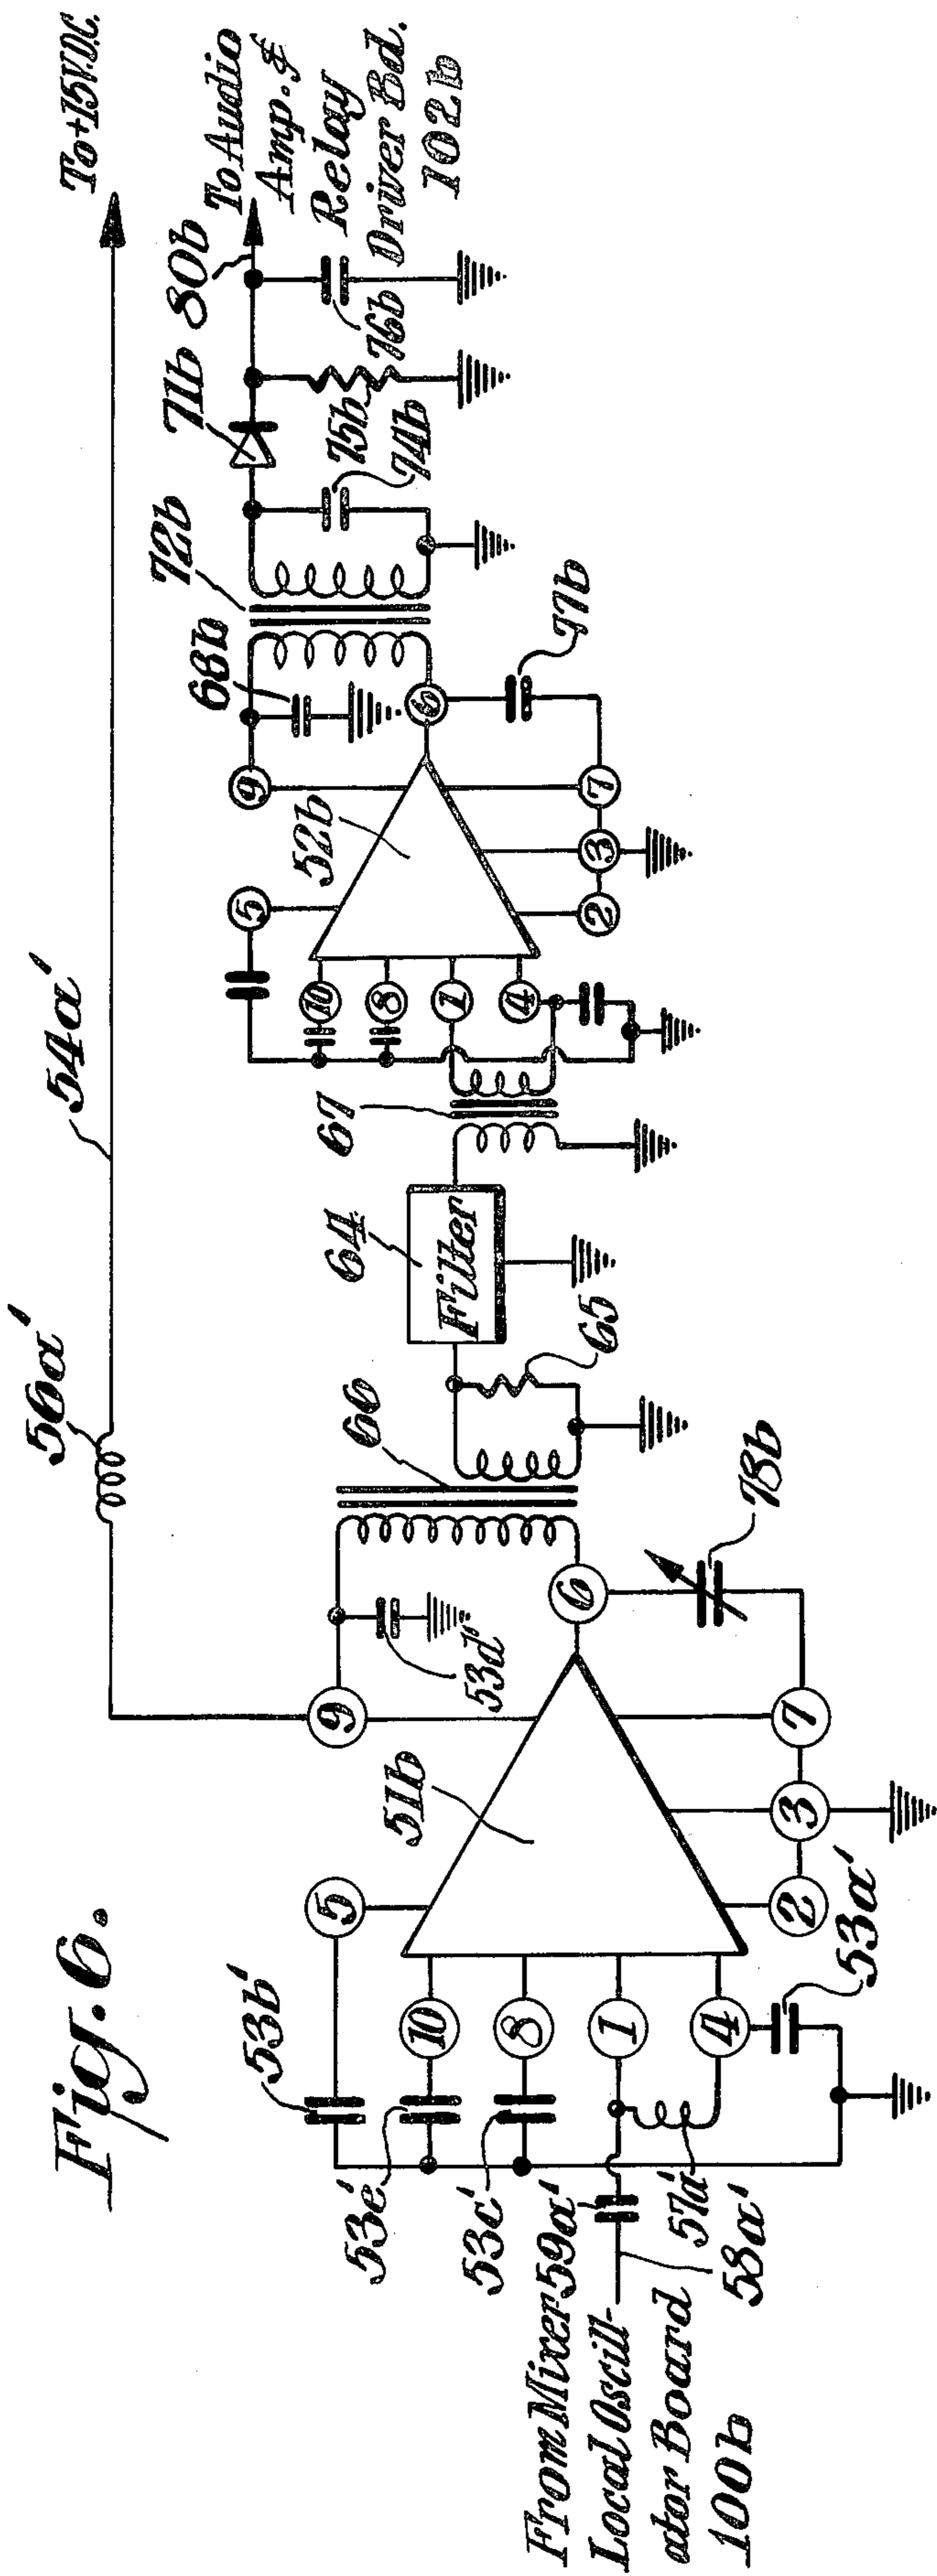 Fig. 6.
56a'
54a'
To +15V.D.C.
53b'
5
9
53d'
66
64
Filter
65
67
5
9
68b
72b
71b
80b
To Audio
Amp. &
Relay
Driver Bd.
102b
53e'
10
53c'
8
51b
6
78b
10
8
1
4
52b
6
77b
75b
74b
76b
From Mixer
Local Oscill-
ator Board
100b
59a'
58a'
57a'
1
4
53a'
2
3
7
2
3
7